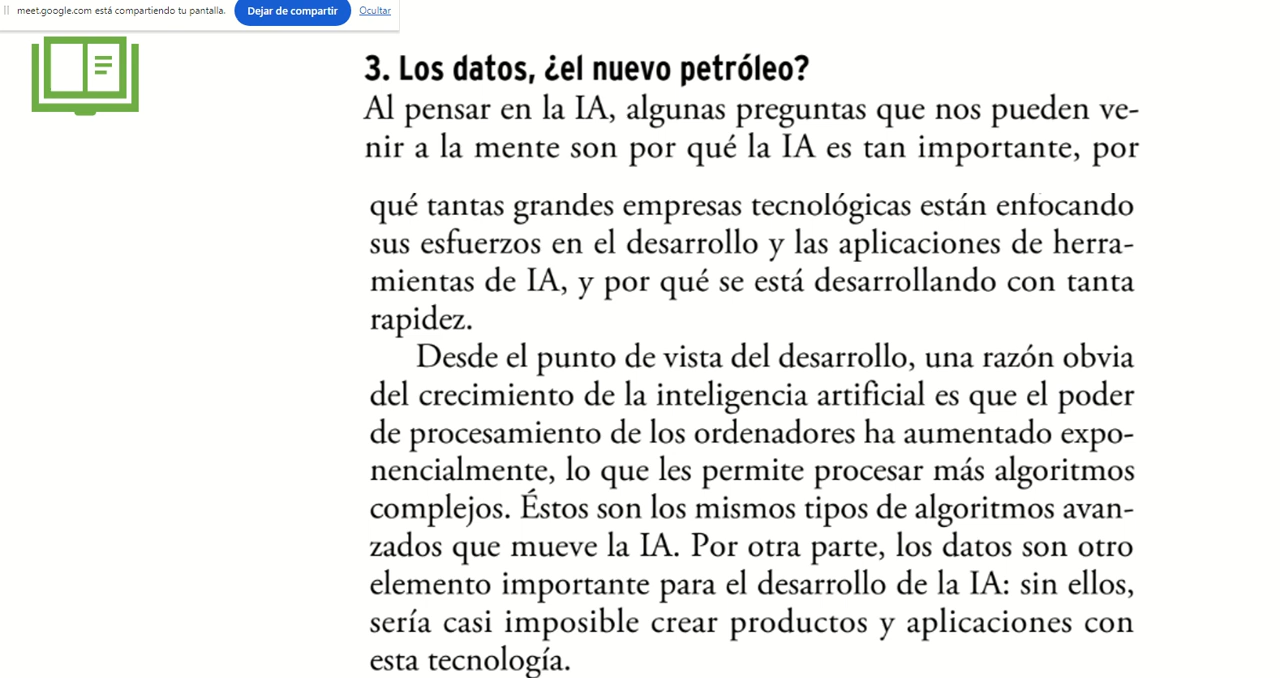 meet.google.com está compartiendo tu pantalla. Dejar de compartir Ocultar
3. Los datos, ¿el nuevo petróleo?
Al pensar en la IA, algunas preguntas que nos pueden ve-
nir a la mente son por qué la IA es tan importante, por
qué tantas grandes empresas tecnológicas están enfocando
sus esfuerzos en el desarrollo y las aplicaciones de herra-
mientas de IA, y por qué se está desarrollando con tanta
rapidez.
Desde el punto de vista del desarrollo, una razón obvia
del crecimiento de la inteligencia artificial es que el poder
de procesamiento de los ordenadores ha aumentado expo-
nencialmente, lo que les permite procesar más algoritmos
complejos. Éstos son los mismos tipos de algoritmos avan-
zados que mueve la IA. Por otra parte, los datos son otro
elemento importante para el desarrollo de la IA: sin ellos,
sería casi imposible crear productos y aplicaciones con
esta tecnología.